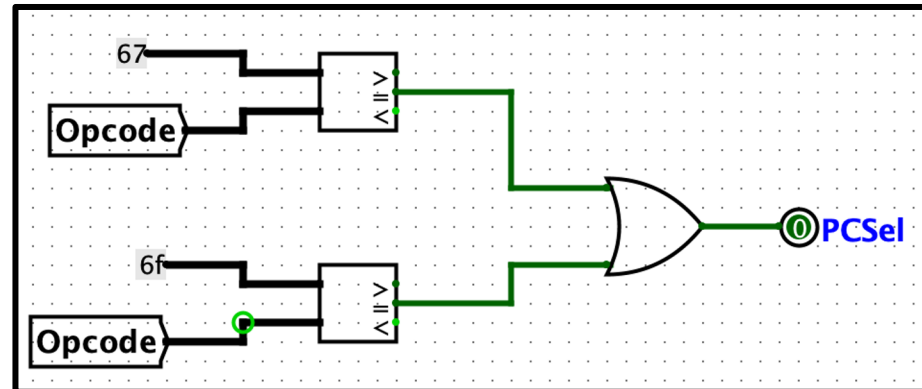 67
Opcode
> = <
6f
Opcode
> = <
0 PCSel